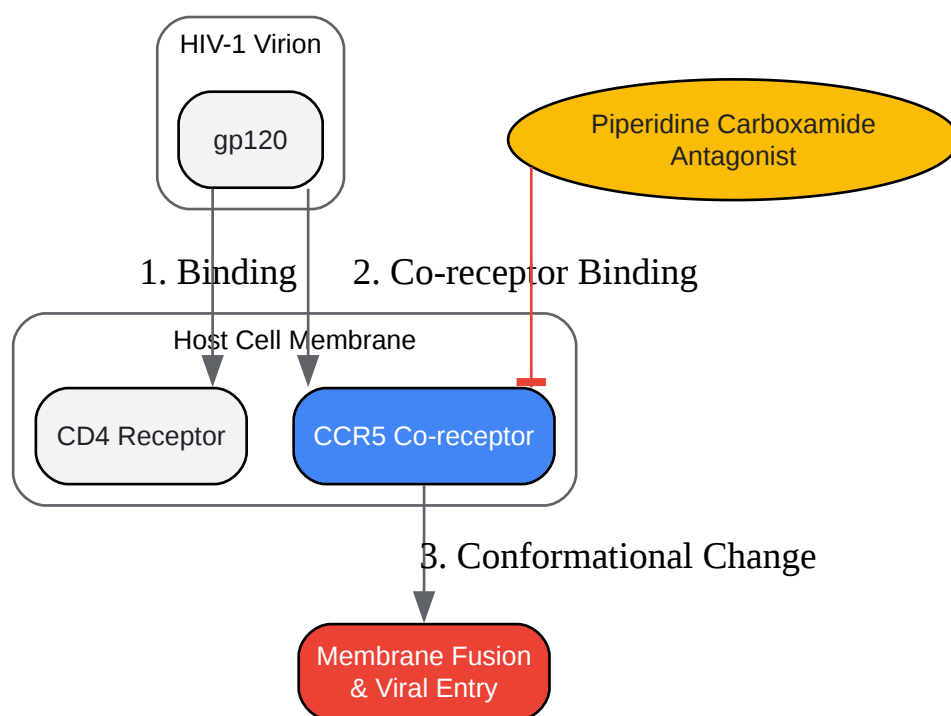 HIV-1 Virion
gp120
Piperidine Carboxamide
Antagonist
1. Binding
2. Co-receptor Binding
Host Cell Membrane
CD4 Receptor
CCR5 Co-receptor
3. Conformational Change
Membrane Fusion
& Viral Entry